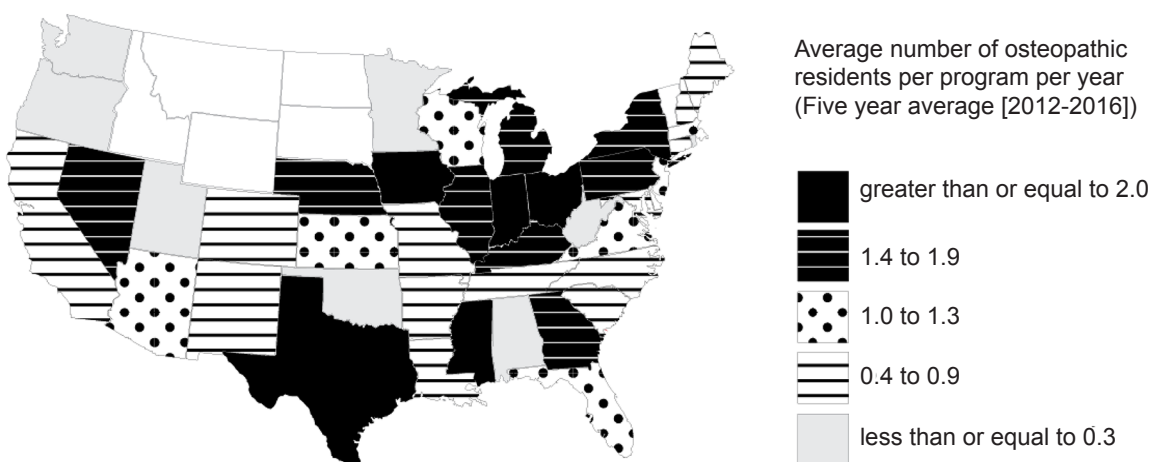 Average number of osteopathic
residents per program per year
(Five year average [2012-2016])
greater than or equal to 2.0
1.4 to 1.9
1.0 to 1.3
0.4 to 0.9
less than or equal to 0.3